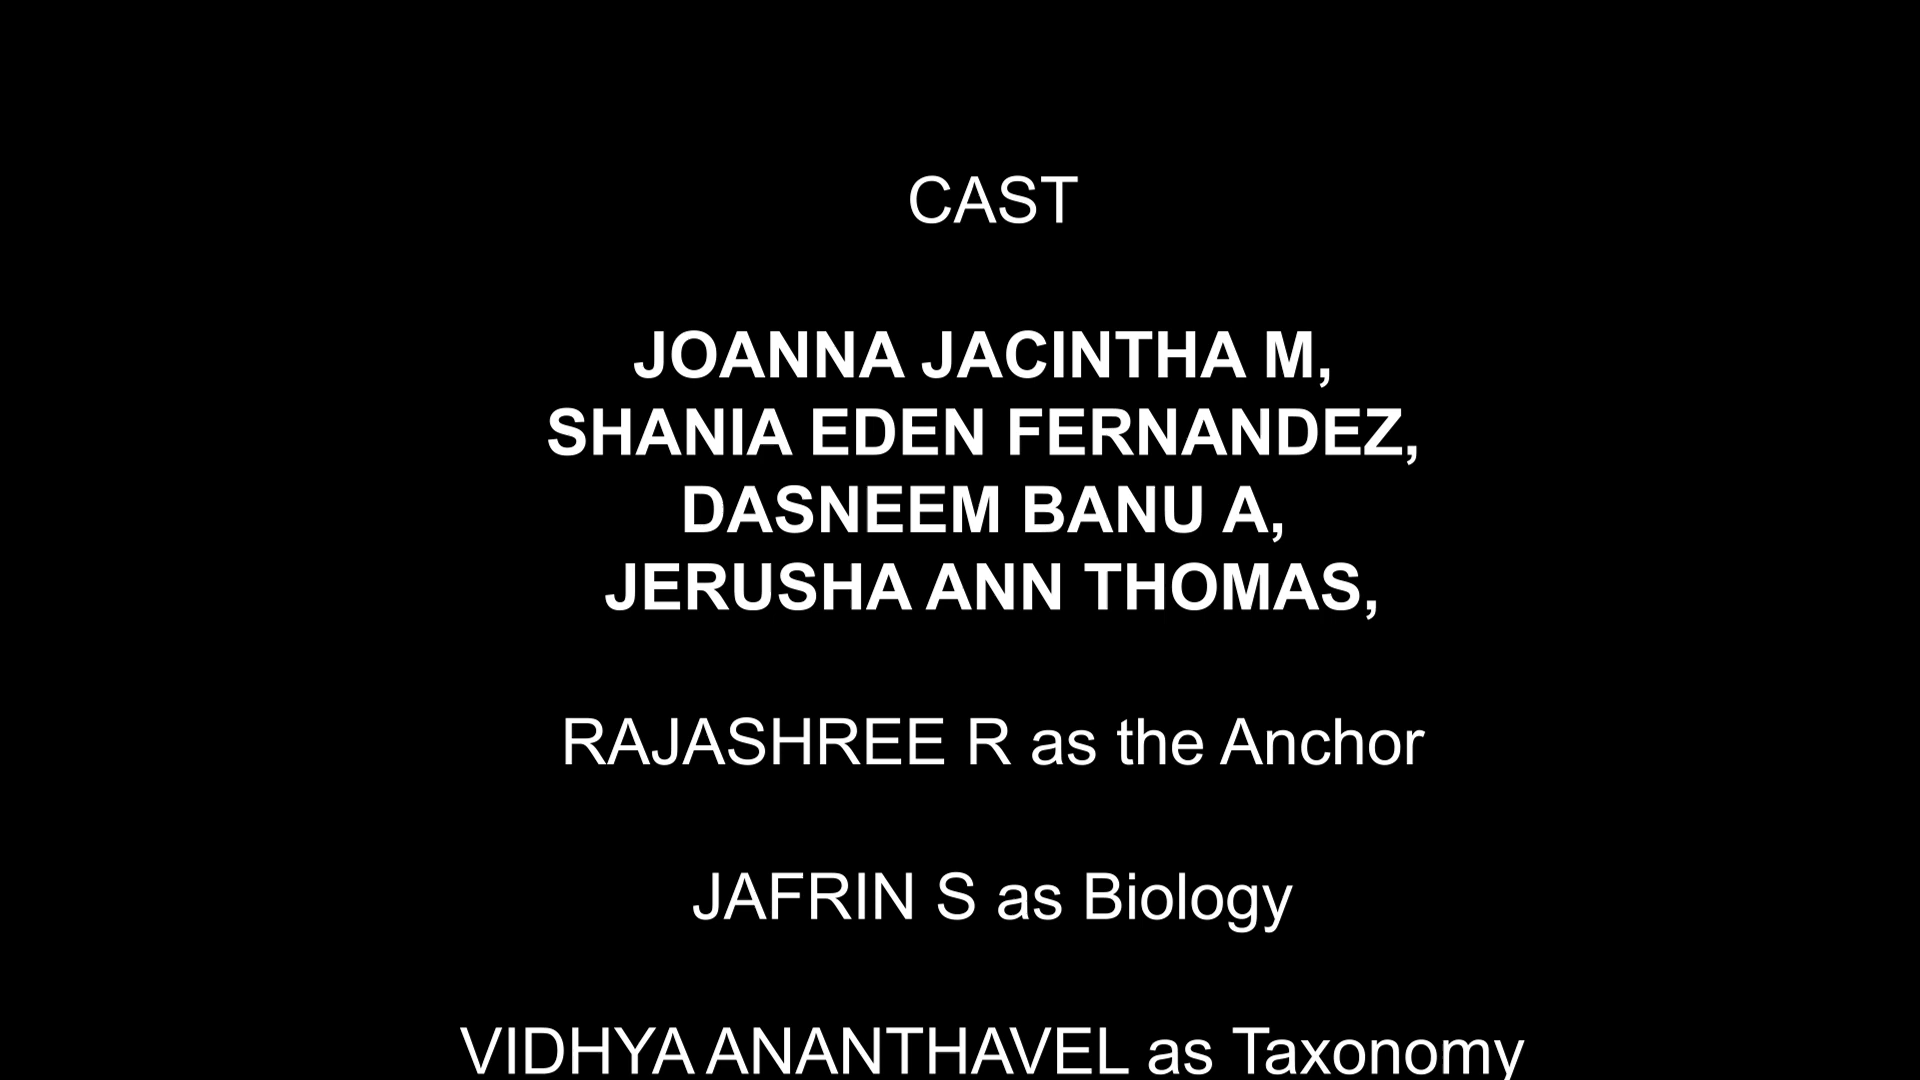 CAST
JOANNA JACINTHA M,
SHANIA EDEN FERNANDEZ,
DASNEEM BANU A,
JERUSHA ANN THOMAS,
RAJASHREE R as the Anchor
JAFRIN S as Biology
VIDHYA ANANTHAVEL as Taxonomy